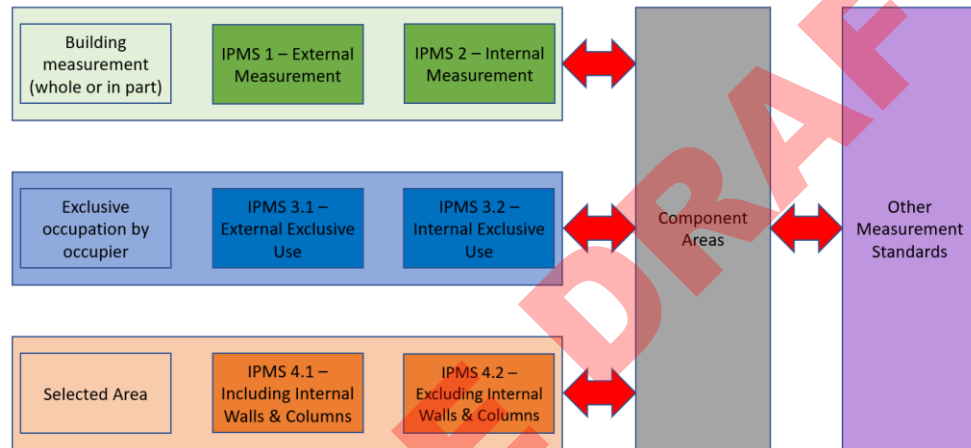 Building
measurement
(whole or in part)
IPMS 1 – External
Measurement
IPMS 2 – Internal
Measurement
Exclusive
occupation by
occupier
IPMS 3.1 –
External Exclusive
Use
IPMS 3.2 –
Internal Exclusive
Use
Selected Area
IPMS 4.1 –
Including Internal
Walls & Columns
IPMS 4.2 –
Excluding Internal
Walls & Columns
Component
Areas
Other
Measurement
Standards
E DRAF